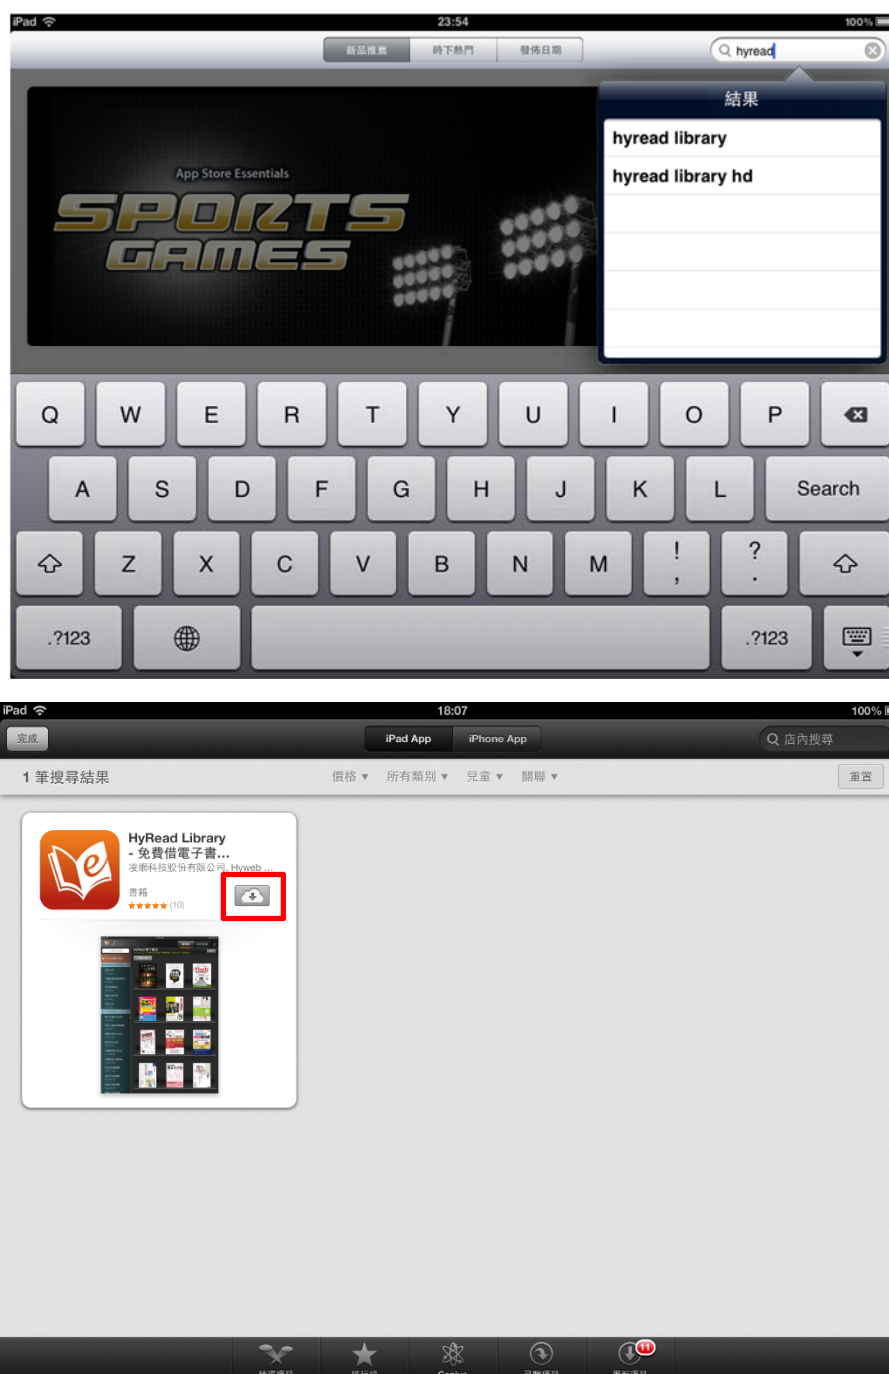 iPad 23:54 100%
新品推薦 時下熱門 發佈日期 hyread
結果
hyread library
hyread library hd
App Store Essentials
SPORTS
GAMES
Q W E R T Y U I O P
A S D F G H J K L Search
Z X C V B N M ! , ? .
.?123 .?123
iPad 18:07 100%
完成 iPad App iPhone App 店內搜尋
1 筆搜尋結果 價格 ▼ 所有類別 ▼ 兒童 ▼ 關聯 ▼ 重置
HyRead Library
- 免費借電子書...
凌網科技股份有限公司, Hyweb ...
書籍
★★★★★ (10)
11
Genius